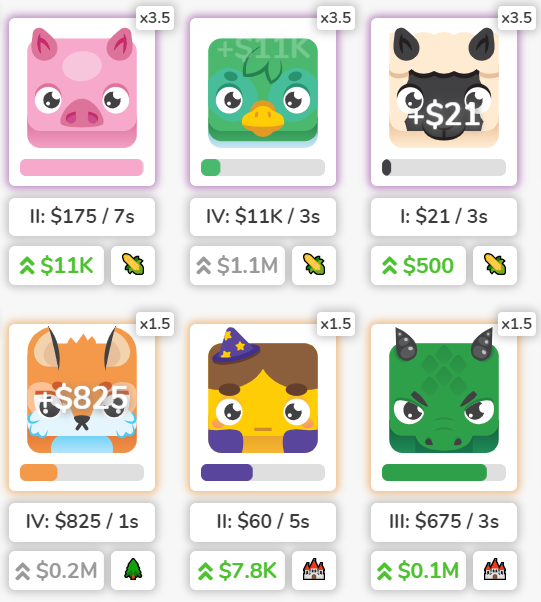 x3.5 x3.5 x3.5
+$11K
+$21
II: $175 / 7s IV: $11K / 3s I: $21 / 3s
$11K $1.1M $500
x1.5 x1.5 x1.5
+$825
IV: $825 / 1s II: $60 / 5s III: $675 / 3s
$0.2M $7.8K $0.1M